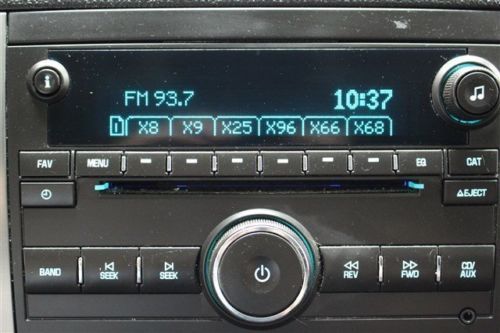 FM 93.7 10:37
1 X8 X9 X25 X96 X66 X68
FAV MENU EQ CAT
EJECT
BAND SEEK SEEK REV FWD CD/AUX